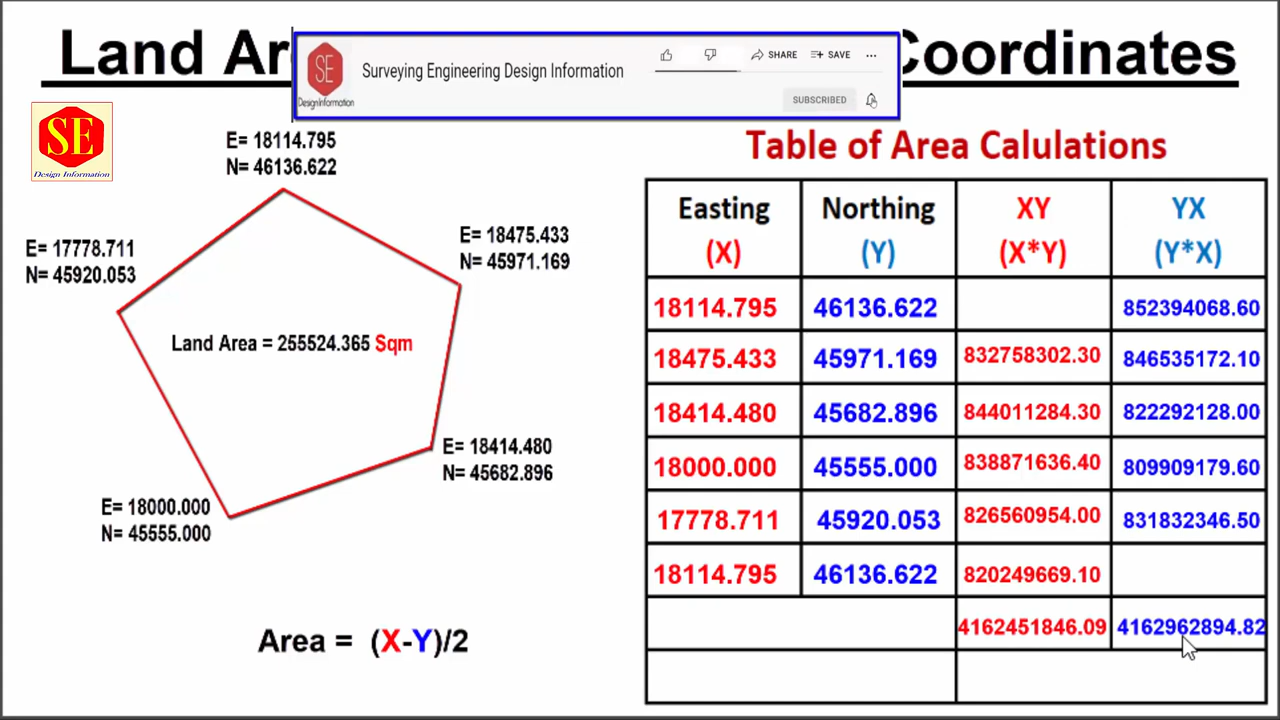 Land Ar
Coordinates
SE
DesignInformation
Surveying Engineering Design Information
SHARE
SAVE
SUBSCRIBED
SE
Design Information
E= 18114.795
N= 46136.622
E= 17778.711
N= 45920.053
E= 18475.433
N= 45971.169
Land Area = 255524.365 Sqm
E= 18414.480
N= 45682.896
E= 18000.000
N= 45555.000
Area = (X-Y)/2
Table of Area Calulations
Easting Northing XY YX
(X) (Y) (X*Y) (Y*X)
18114.795 46136.622 852394068.60
18475.433 45971.169 832758302.30 846535172.10
18414.480 45682.896 844011284.30 822292128.00
18000.000 45555.000 838871636.40 809909179.60
17778.711 45920.053 826560954.00 831832346.50
18114.795 46136.622 820249669.10
4162451846.09 4162962894.82